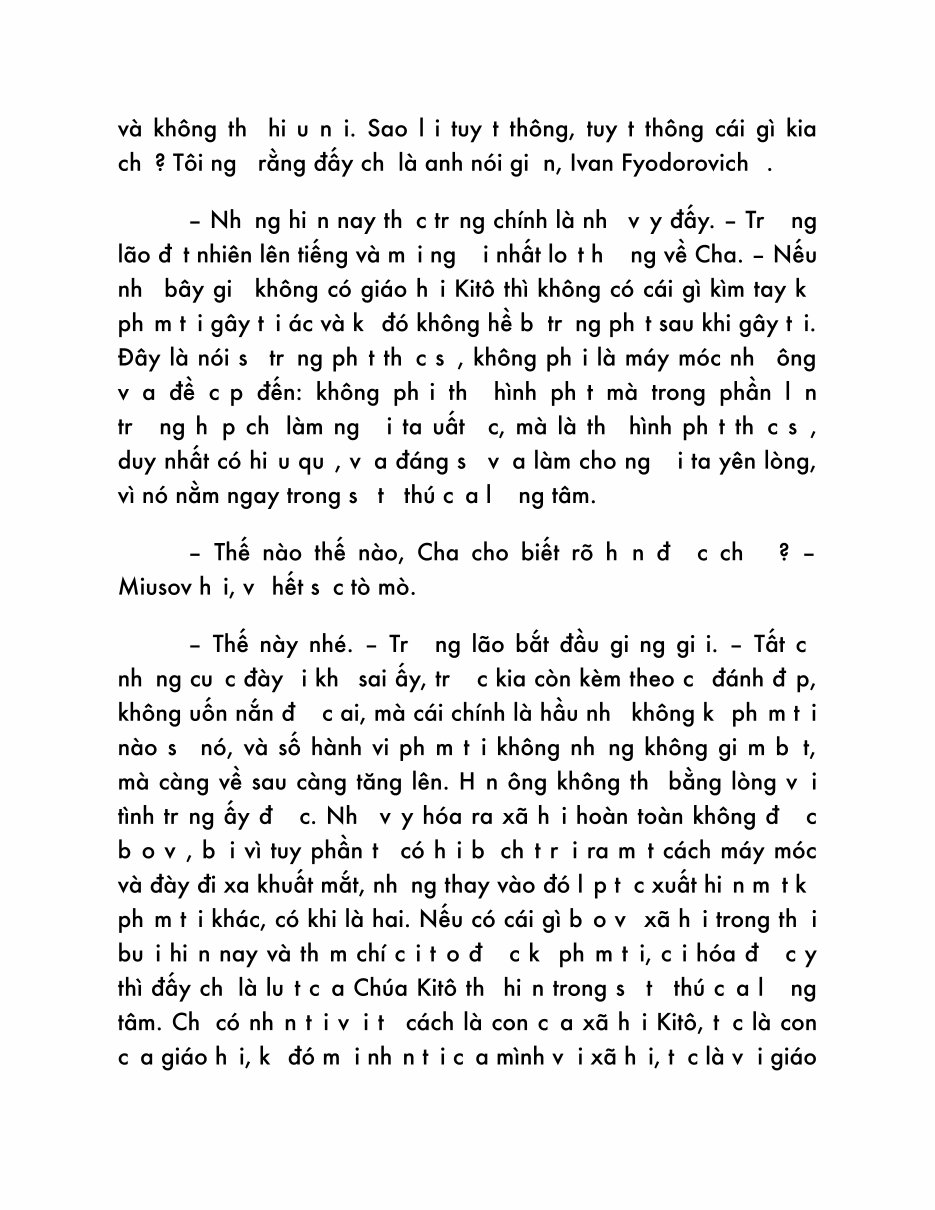 và không th hi u n i. Sao l i tuy t thông, tuy t thông cái gì kia
ch ? Tôi ng rằng đấy ch là anh nói gi n, Ivan Fyodorovich .
– Nh ng hi n nay th c tr ng chính là nh v y đấy. – Tr ng
lão đ t nhiên lên tiếng và m i ng i nhất lo t h ng về Cha. – Nếu
nh bây gi không có giáo h i Kitô thì không có cái gì kìm tay k
ph m t i gây t i ác và k đó không hề b tr ng ph t sau khi gây t i.
Đây là nói s tr ng ph t th c s , không ph i là máy móc nh ông
v a đề c p đến: không ph i th hình ph t mà trong phần l n
tr ng h p ch làm ng i ta uất c, mà là th hình ph t th c s ,
duy nhất có hi u qu , v a đáng s v a làm cho ng i ta yên lòng,
vì nó nằm ngay trong s t thú c a l ng tâm.
– Thế nào thế nào, Cha cho biết rõ h n đ c ch ? –
Miusov h i, v hết s c tò mò.
– Thế này nhé. – Tr ng lão bắt đầu gi ng gi i. – Tất c
nh ng cu c đày i kh sai ấy, tr c kia còn kèm theo c đánh đ p,
không uốn nắn đ c ai, mà cái chính là hầu nh không k ph m t i
nào s nó, và số hành vi ph m t i không nh ng không gi m b t,
mà càng về sau càng tăng lên. H n ông không th bằng lòng v i
tình tr ng ấy đ c. Nh v y hóa ra xã h i hoàn toàn không đ c
b o v , b i vì tuy phần t có h i b ch t r i ra m t cách máy móc
và đày đi xa khuất mắt, nh ng thay vào đó l p t c xuất hi n m t k
ph m t i khác, có khi là hai. Nếu có cái gì b o v xã h i trong th i
bu i hi n nay và th m chí c i t o đ c k ph m t i, c i hóa đ c y
thì đấy ch là lu t c a Chúa Kitô th hi n trong s t thú c a l ng
tâm. Ch có nh n t i v i t cách là con c a xã h i Kitô, t c là con
c a giáo h i, k đó m i nh n t i c a mình v i xã h i, t c là v i giáo